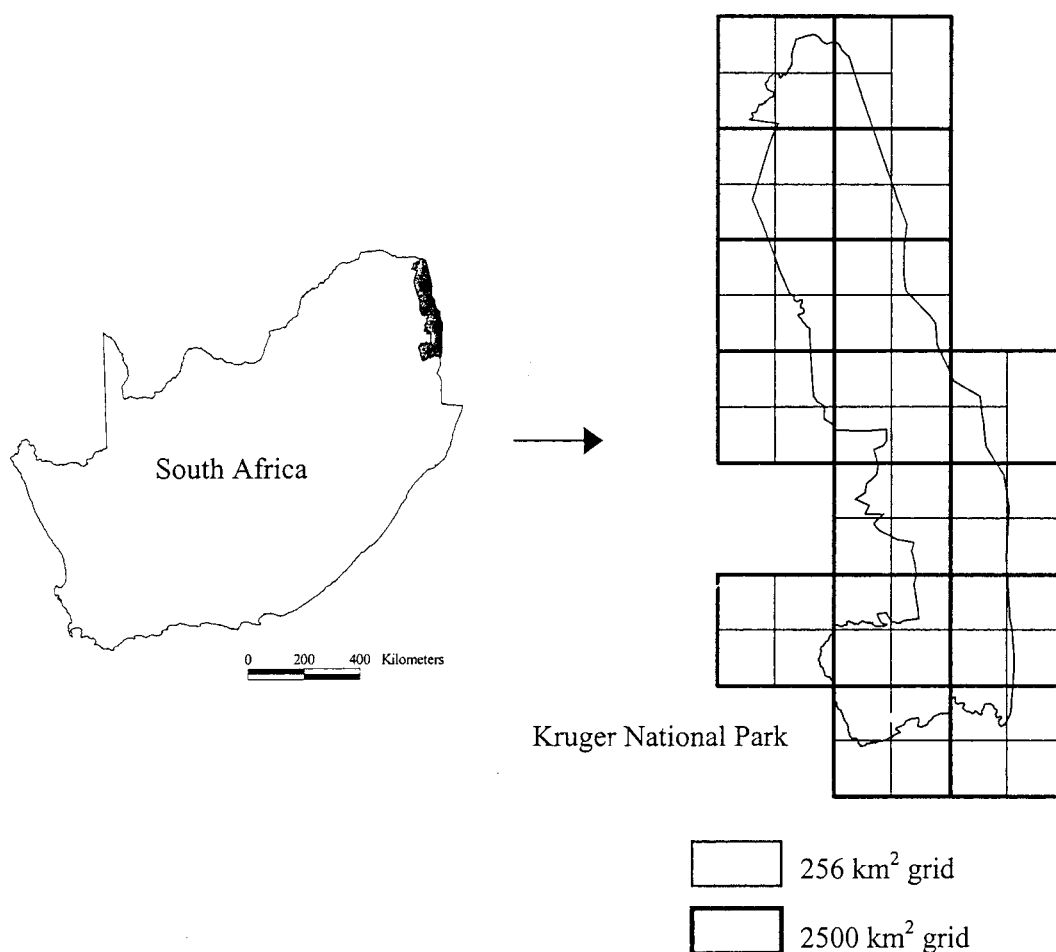 South Africa
0 200 400 Kilometers
Kruger National Park
256 km² grid
2500 km² grid